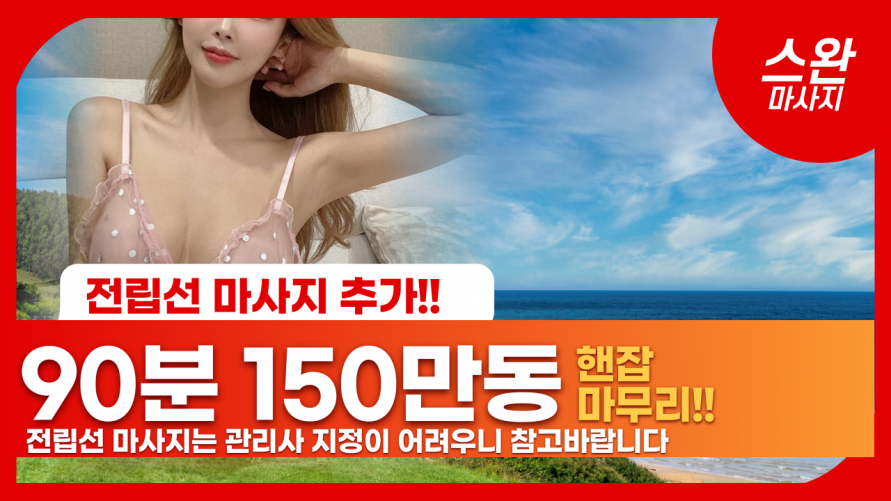 스완
마사지
전립선 마사지 추가!!
90분 150만동
핸잡
마무리!!
전립선 마사지는 관리사 지정이 어려우니 참고바랍니다